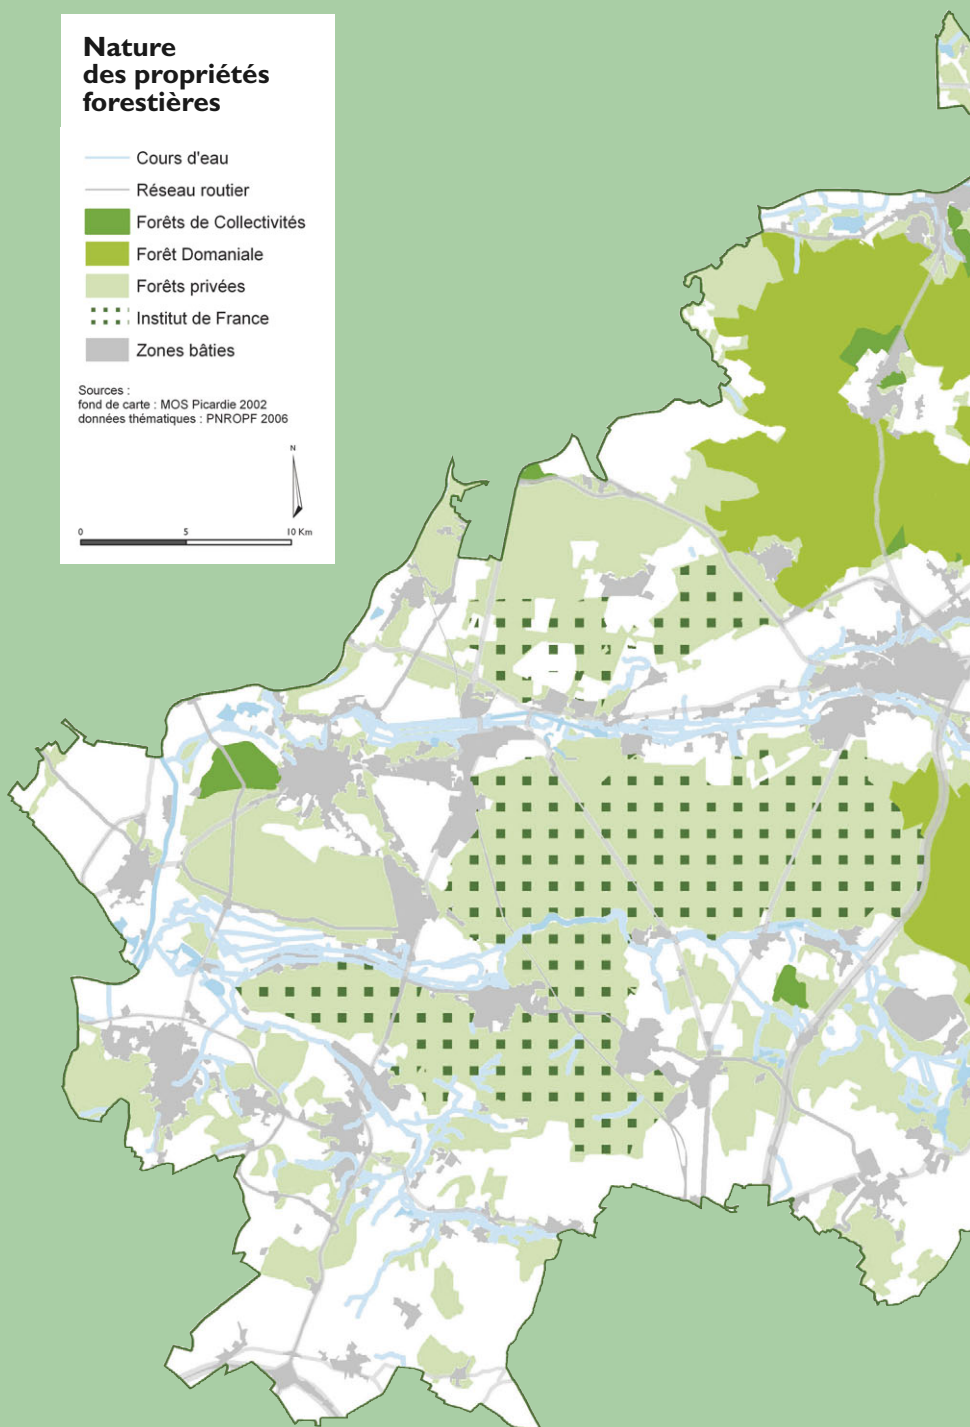 Nature
des propriétés
forestières
Cours d'eau
Réseau routier
Forêts de Collectivités
Forêt Domaniale
Forêts privées
Institut de France
Zones bâties
Sources :
fond de carte : MOS Picardie 2002
données thématiques : PNROPF 2006
N
0 5 10 Km